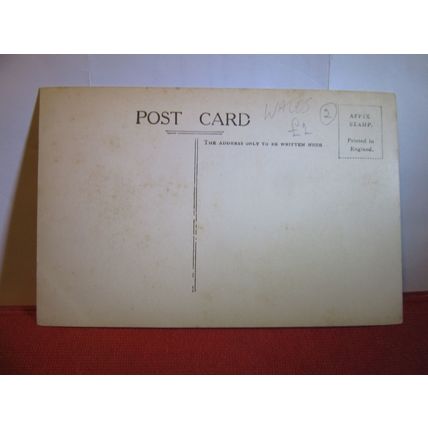 POST CARD
WALES
£2
2
AFFIX
STAMP.
Printed in
England.
THE ADDRESS ONLY TO BE WRITTEN HERE